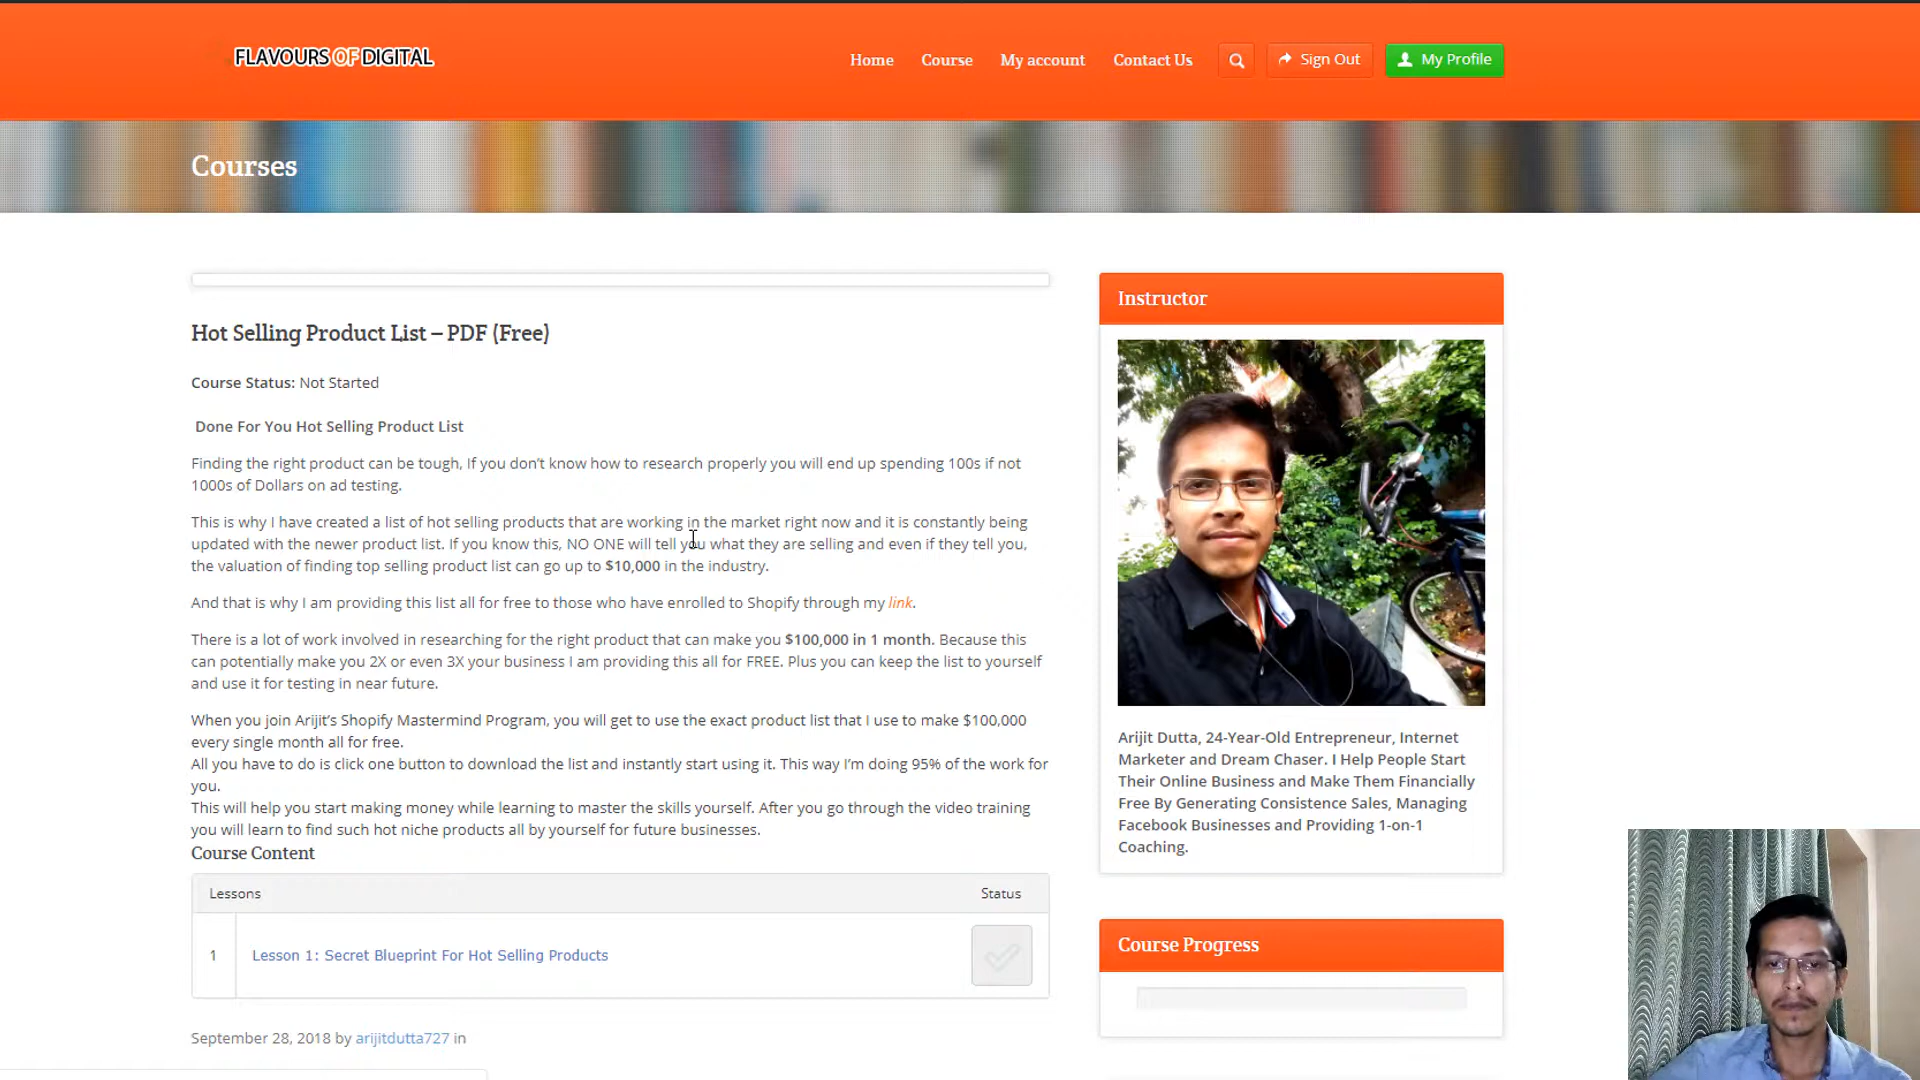 FLAVOURS OF DIGITAL
Home
Course
My account
Contact Us
Sign Out
My Profile
Courses
Hot Selling Product List – PDF (Free)
Course Status: Not Started
Done For You Hot Selling Product List
Finding the right product can be tough, If you don't know how to research properly you will end up spending 100s if not
1000s of Dollars on ad testing.
This is why I have created a list of hot selling products that are working in the market right now and it is constantly being
updated with the newer product list. If you know this, NO ONE will tell you what they are selling and even if they tell you,
the valuation of finding top selling product list can go up to $10,000 in the industry.
And that is why I am providing this list all for free to those who have enrolled to Shopify through my link.
There is a lot of work involved in researching for the right product that can make you $100,000 in 1 month. Because this
can potentially make you 2X or even 3X your business I am providing this all for FREE. Plus you can keep the list to yourself
and use it for testing in near future.
When you join Arijit's Shopify Mastermind Program, you will get to use the exact product list that I use to make $100,000
every single month all for free.
All you have to do is click one button to download the list and instantly start using it. This way I'm doing 95% of the work for
you.
This will help you start making money while learning to master the skills yourself. After you go through the video training
you will learn to find such hot niche products all by yourself for future businesses.
Course Content
Lessons
Status
1
Lesson 1: Secret Blueprint For Hot Selling Products
September 28, 2018 by arijitdutta727 in
Instructor
Arijit Dutta, 24-Year-Old Entrepreneur, Internet
Marketer and Dream Chaser. I Help People Start
Their Online Business and Make Them Financially
Free By Generating Consistence Sales, Managing
Facebook Businesses and Providing 1-on-1
Coaching.
Course Progress